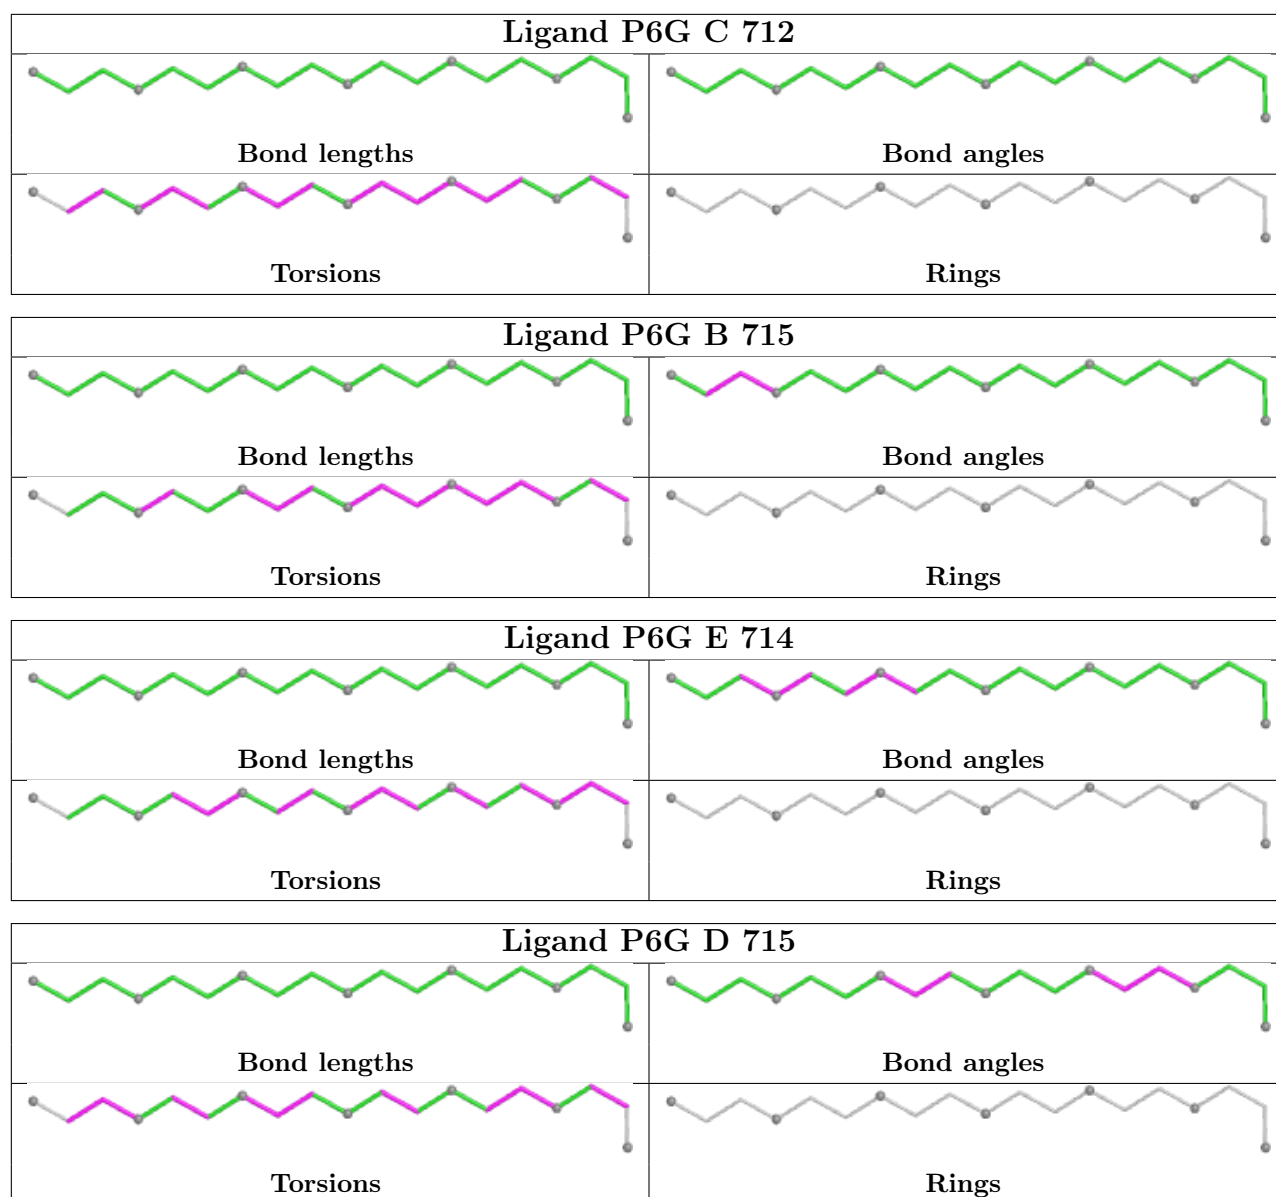 Ligand P6G C 712
Bond lengths
Bond angles
Torsions
Rings
Ligand P6G B 715
Bond lengths
Bond angles
Torsions
Rings
Ligand P6G E 714
Bond lengths
Bond angles
Torsions
Rings
Ligand P6G D 715
Bond lengths
Bond angles
Torsions
Rings